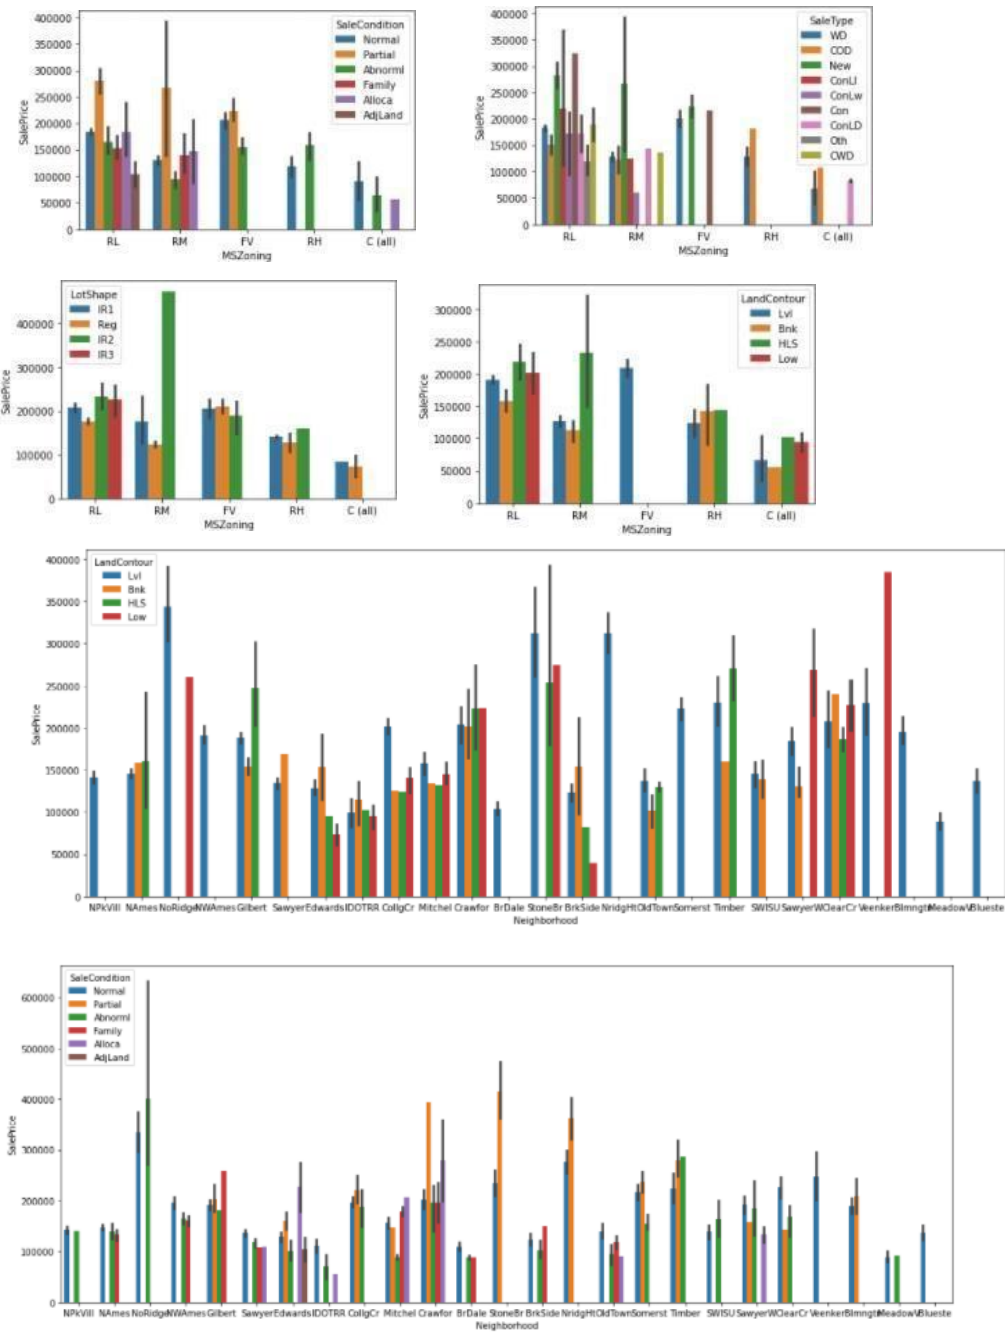 SaleCondition
Normal
Partial
Abnorml
Family
Alloca
AdjLand
400000
350000
300000
250000
200000
150000
100000
50000
0
SalePrice
RL RM FV RH C (all)
MSZoning
SaleType
WD
COD
New
ConLI
ConLw
Con
ConLD
Oth
CWD
400000
350000
300000
250000
200000
150000
100000
50000
0
SalePrice
RL RM FV RH C (all)
MSZoning
LotShape
IR1
Reg
IR2
IR3
400000
300000
200000
100000
0
SalePrice
RL RM FV RH C (all)
MSZoning
LandContour
Lvl
Bnk
HLS
Low
300000
250000
200000
150000
100000
50000
0
SalePrice
RL RM FV RH C (all)
MSZoning
LandContour
Lvl
Bnk
HLS
Low
400000
350000
300000
250000
200000
150000
100000
50000
0
SalePrice
NPkVill NAmes NoRidge NWAmes Gilbert Sawyer Edwards IDOTRR CollgCr Mitchel Crawfor BrDale StoneBr BrkSide NridgHt OldTown Somerst Timber SWISU SawyerW ClearCr Veenker Blmngtn MeadowV Blueste
Neighborhood
SaleCondition
Normal
Partial
Abnorml
Family
Alloca
AdjLand
600000
500000
400000
300000
200000
100000
0
SalePrice
NPkVill NAmes NoRidge NWAmes Gilbert Sawyer Edwards IDOTRR CollgCr Mitchel Crawfor BrDale StoneBr BrkSide NridgHt OldTown Somerst Timber SWISU SawyerW ClearCr Veenker Blmngtn MeadowV Blueste
Neighborhood